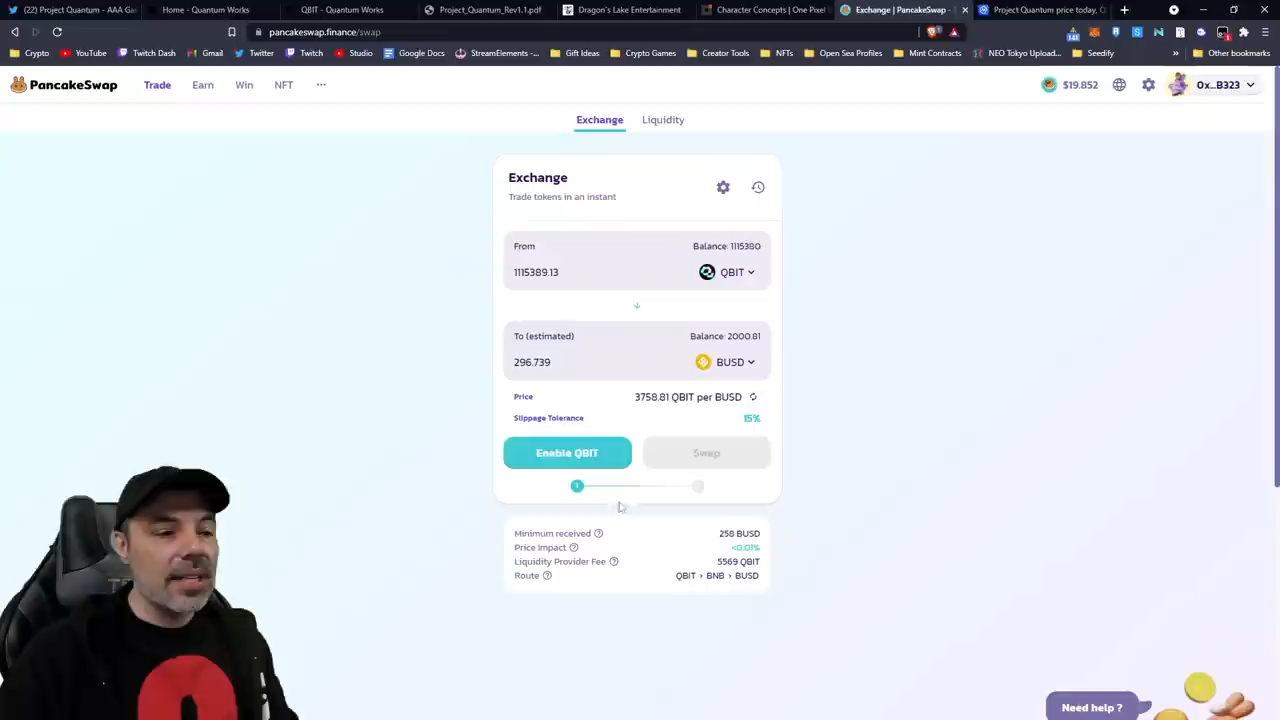 (22) Project Quantum - AAA Ga
Home - Quantum Works
QBIT - Quantum Works
Project_Quantum_Rev1.1.pdf
Dragon's Lake Entertainment
Character Concepts | One Pixel
Exchange | PancakeSwap -
Project Quantum price today, Q
pancakeswap.finance/swap
Crypto
YouTube
Twitch Dash
Gmail
Twitter
Studio
Google Docs
StreamElements -...
Gift Ideas
Crypto Games
Creator Tools
NFTs
Open Sea Profiles
Mint Contracts
NEO Tokyo Upload...
Seedify
Other bookmarks
PancakeSwap
Trade
Earn
Win
NFT
$19.852
0x...B323
Exchange
Liquidity
Exchange
Trade tokens in an instant
From
Balance: 1115380
1115389.13
QBIT
To (estimated)
Balance: 2000.81
296.739
BUSD
Price
3758.81 QBIT per BUSD
Slippage Tolerance
15%
Enable QBIT
Swap
1
Minimum received
258 BUSD
Price Impact
<0.01%
Liquidity Provider Fee
5569 QBIT
Route
QBIT > BNB > BUSD
Need help ?